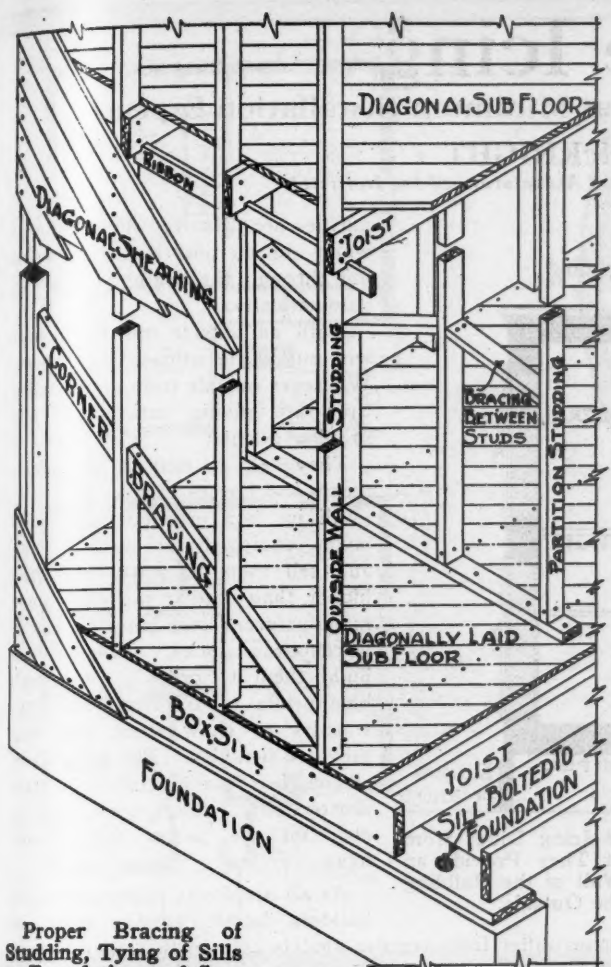 DIAGONAL SUB FLOOR
RIBBON
JOIST
DIAGONAL SHEATHING
CORNER
BRACING
STUDDING
OUTSIDE WALL
BRACING
BETWEEN
STUDS
PARTITION STUDDING
DIAGONALLY LAID
SUB FLOOR
BOX SILL
FOUNDATION
JOIST
SILL BOLTED TO
FOUNDATION
Proper Bracing of
Studding, Tying of Sills